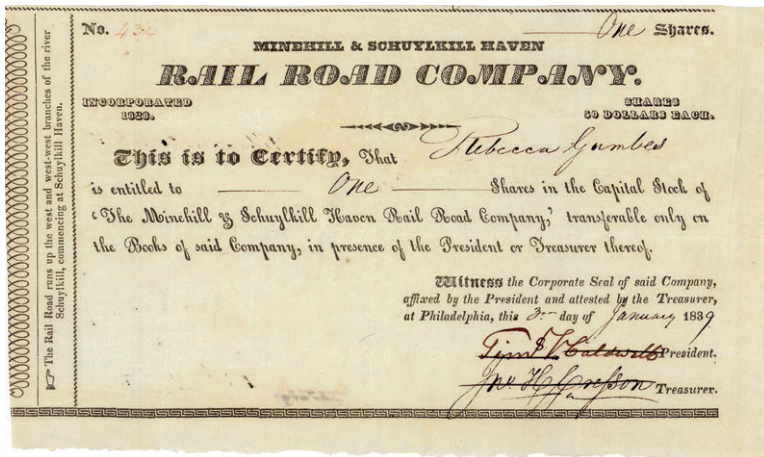 No. 430 One Shares.
MINEHILL & SCHUYLKILL HAVEN
RAIL ROAD COMPANY.
INCORPORATED 1828.
SHARES 50 DOLLARS EACH.
This is to Certify, That Rebecca Gumbes
is entitled to One Shares in the Capital Stock of
"The Minehill & Schuylkill Haven Rail Road Company," transferable only on
the Books of said Company, in presence of the President or Treasurer thereof.
Witness the Corporate Seal of said Company,
affixed by the President and attested by the Treasurer,
at Philadelphia, this 3rd day of January 1839
President.
Jno. H. Cresson Treasurer.
☞ The Rail Road runs up the west and west-west branches of the river
Schuylkill, commencing at Schuylkill Haven.